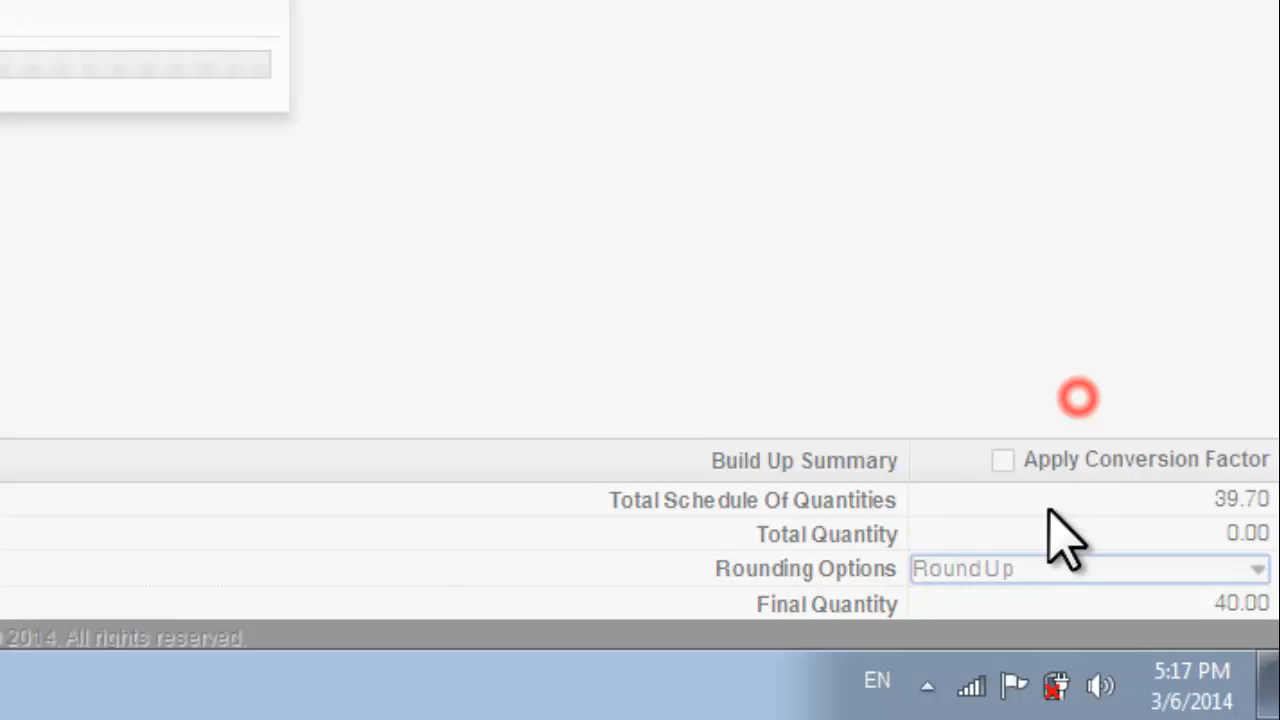 Build Up Summary Apply Conversion Factor
Total Schedule Of Quantities 39.70
Total Quantity 0.00
Rounding Options Round Up
Final Quantity 40.00
2014. All rights reserved.
EN 5:17 PM
3/6/2014